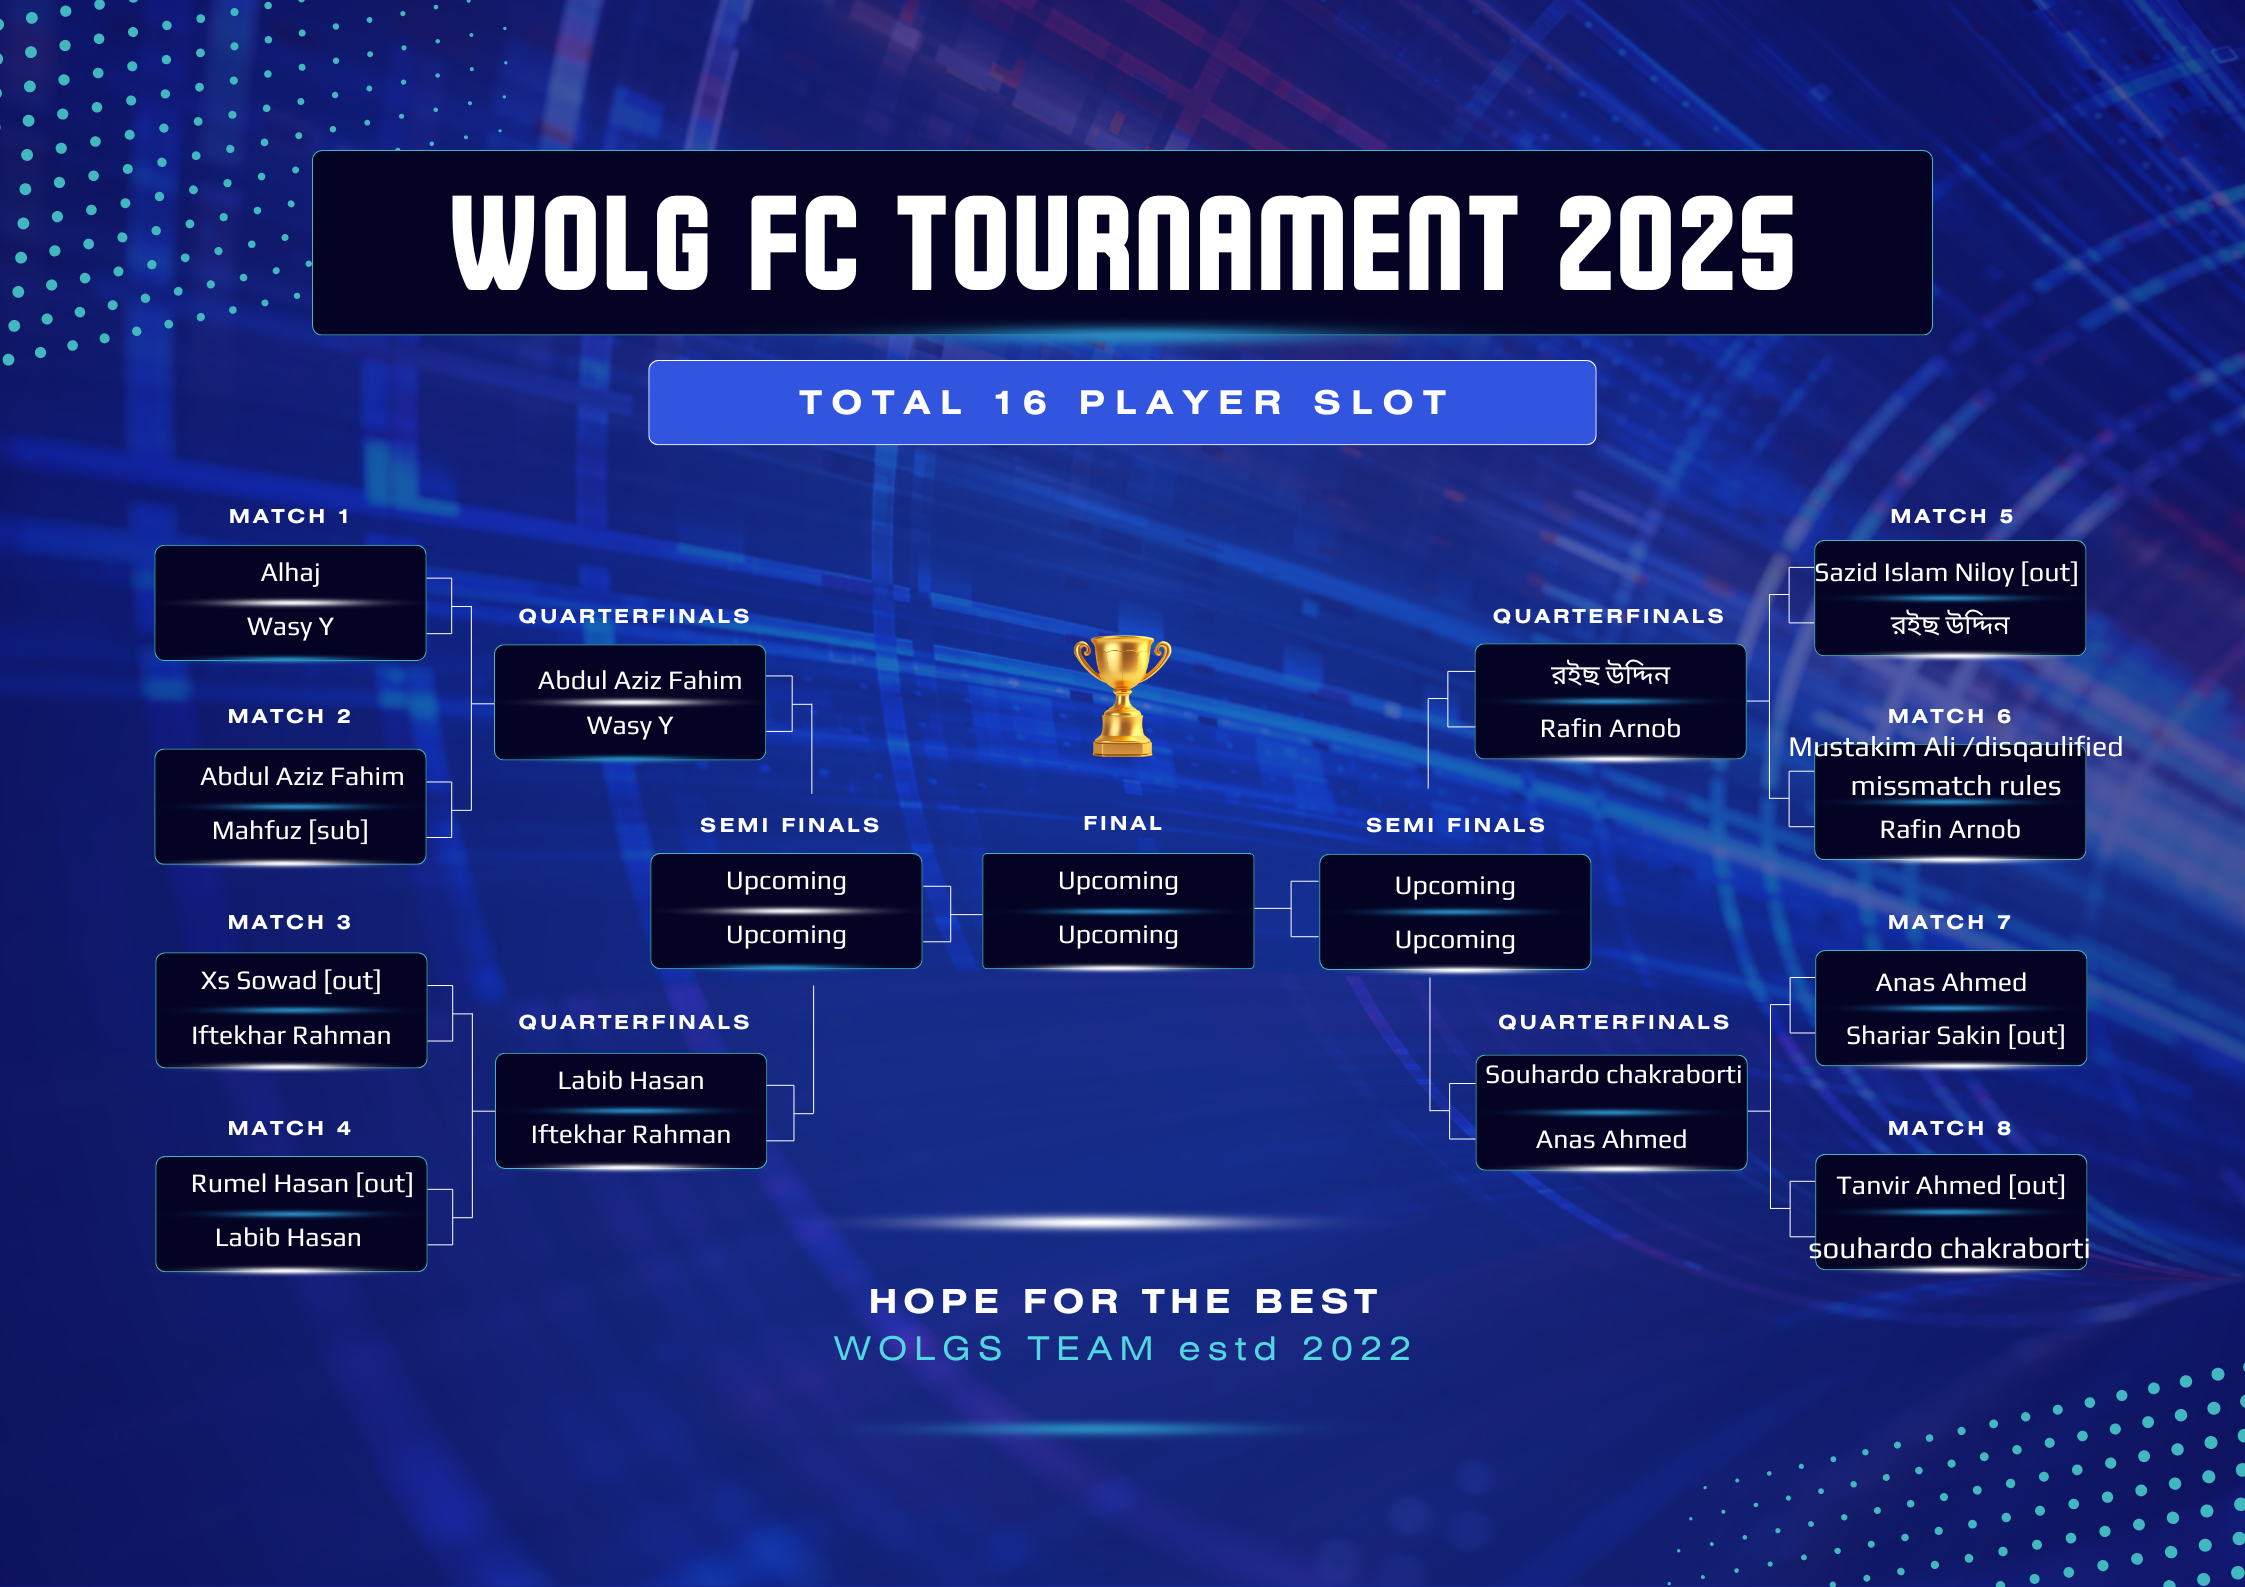 WOLG FC TOURNAMENT 2025
TOTAL 16 PLAYER SLOT
MATCH 1
Alhaj
Wasy Y
MATCH 2
Abdul Aziz Fahim
Mahfuz [sub]
MATCH 3
Xs Sowad [out]
Iftekhar Rahman
MATCH 4
Rumel Hasan [out]
Labib Hasan
QUARTERFINALS
Abdul Aziz Fahim
Wasy Y
QUARTERFINALS
Labib Hasan
Iftekhar Rahman
SEMI FINALS
Upcoming
Upcoming
FINAL
Upcoming
Upcoming
SEMI FINALS
Upcoming
Upcoming
QUARTERFINALS
রইছ উদ্দিন
Rafin Arnob
QUARTERFINALS
Souhardo chakraborti
Anas Ahmed
MATCH 5
Sazid Islam Niloy [out]
রইছ উদ্দিন
MATCH 6
Mustakim Ali /disqaulified
missmatch rules
Rafin Arnob
MATCH 7
Anas Ahmed
Shariar Sakin [out]
MATCH 8
Tanvir Ahmed [out]
souhardo chakraborti
HOPE FOR THE BEST
WOLGS TEAM estd 2022